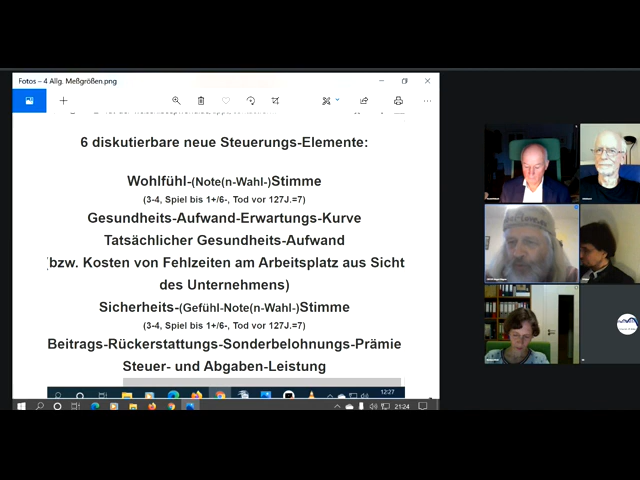 Fotos – 4 Allg. Meßgrößen.png
6 diskutierbare neue Steuerungs-Elemente:
Wohlfühl-(Note(n-Wahl-)Stimme
(3-4, Spiel bis 1+/6-, Tod vor 127J.=7)
Gesundheits-Aufwand-Erwartungs-Kurve
Tatsächlicher Gesundheits-Aufwand
(bzw. Kosten von Fehlzeiten am Arbeitsplatz aus Sicht
des Unternehmens)
Sicherheits-(Gefühl-Note(n-Wahl-)Stimme
(3-4, Spiel bis 1+/6-, Tod vor 127J.=7)
Beitrags-Rückerstattungs-Sonderbelohnungs-Prämie
Steuer- und Abgaben-Leistung
12:27
21:24